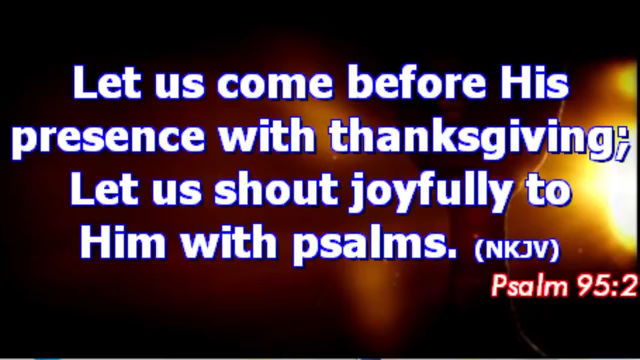 Let us come before His
presence with thanksgiving;
Let us shout joyfully to
Him with psalms. (NKJV)
Psalm 95:2